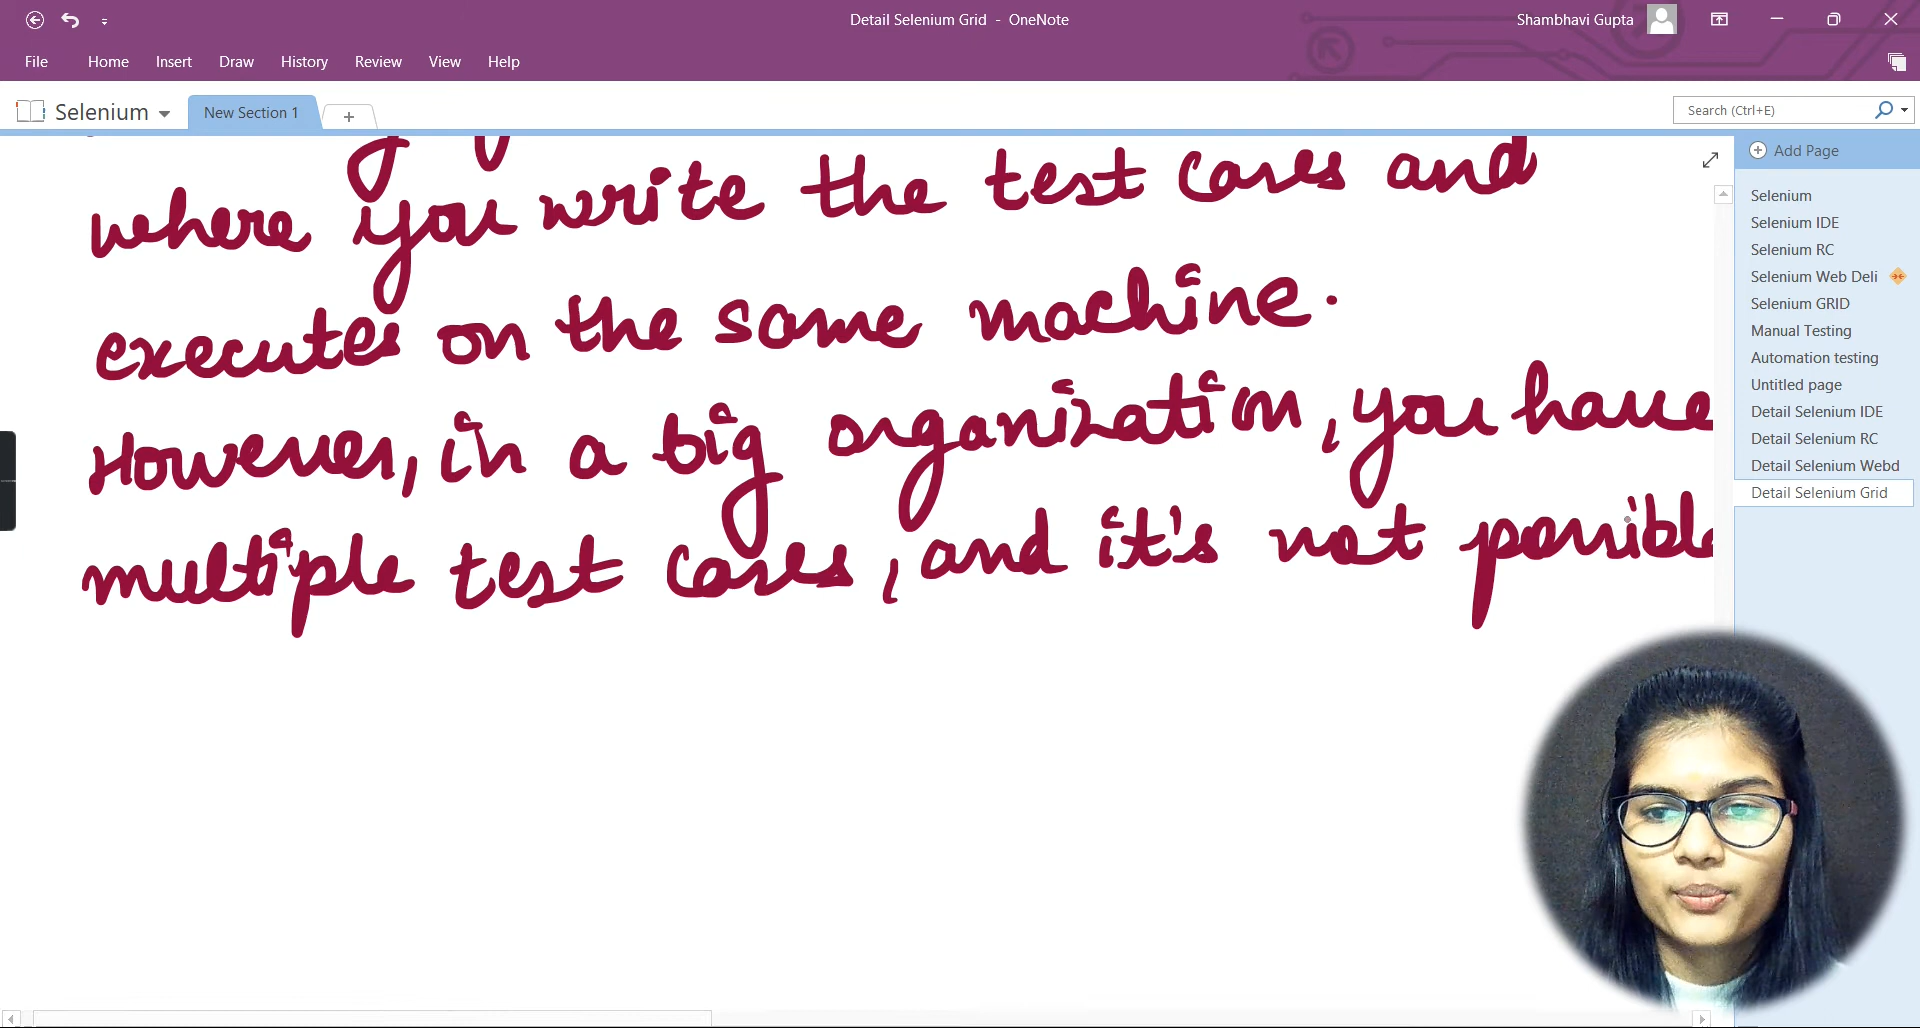 Detail Selenium Grid - OneNote
Shambhavi Gupta
File Home Insert Draw History Review View Help
Selenium
New Section 1
Search (Ctrl+E)
Add Page
where you write the test cases and
executes on the same machine.
However, in a big organization, you have
multiple test cases, and it's not possible
Selenium
Selenium IDE
Selenium RC
Selenium Web Deli
Selenium GRID
Manual Testing
Automation testing
Untitled page
Detail Selenium IDE
Detail Selenium RC
Detail Selenium Webd
Detail Selenium Grid